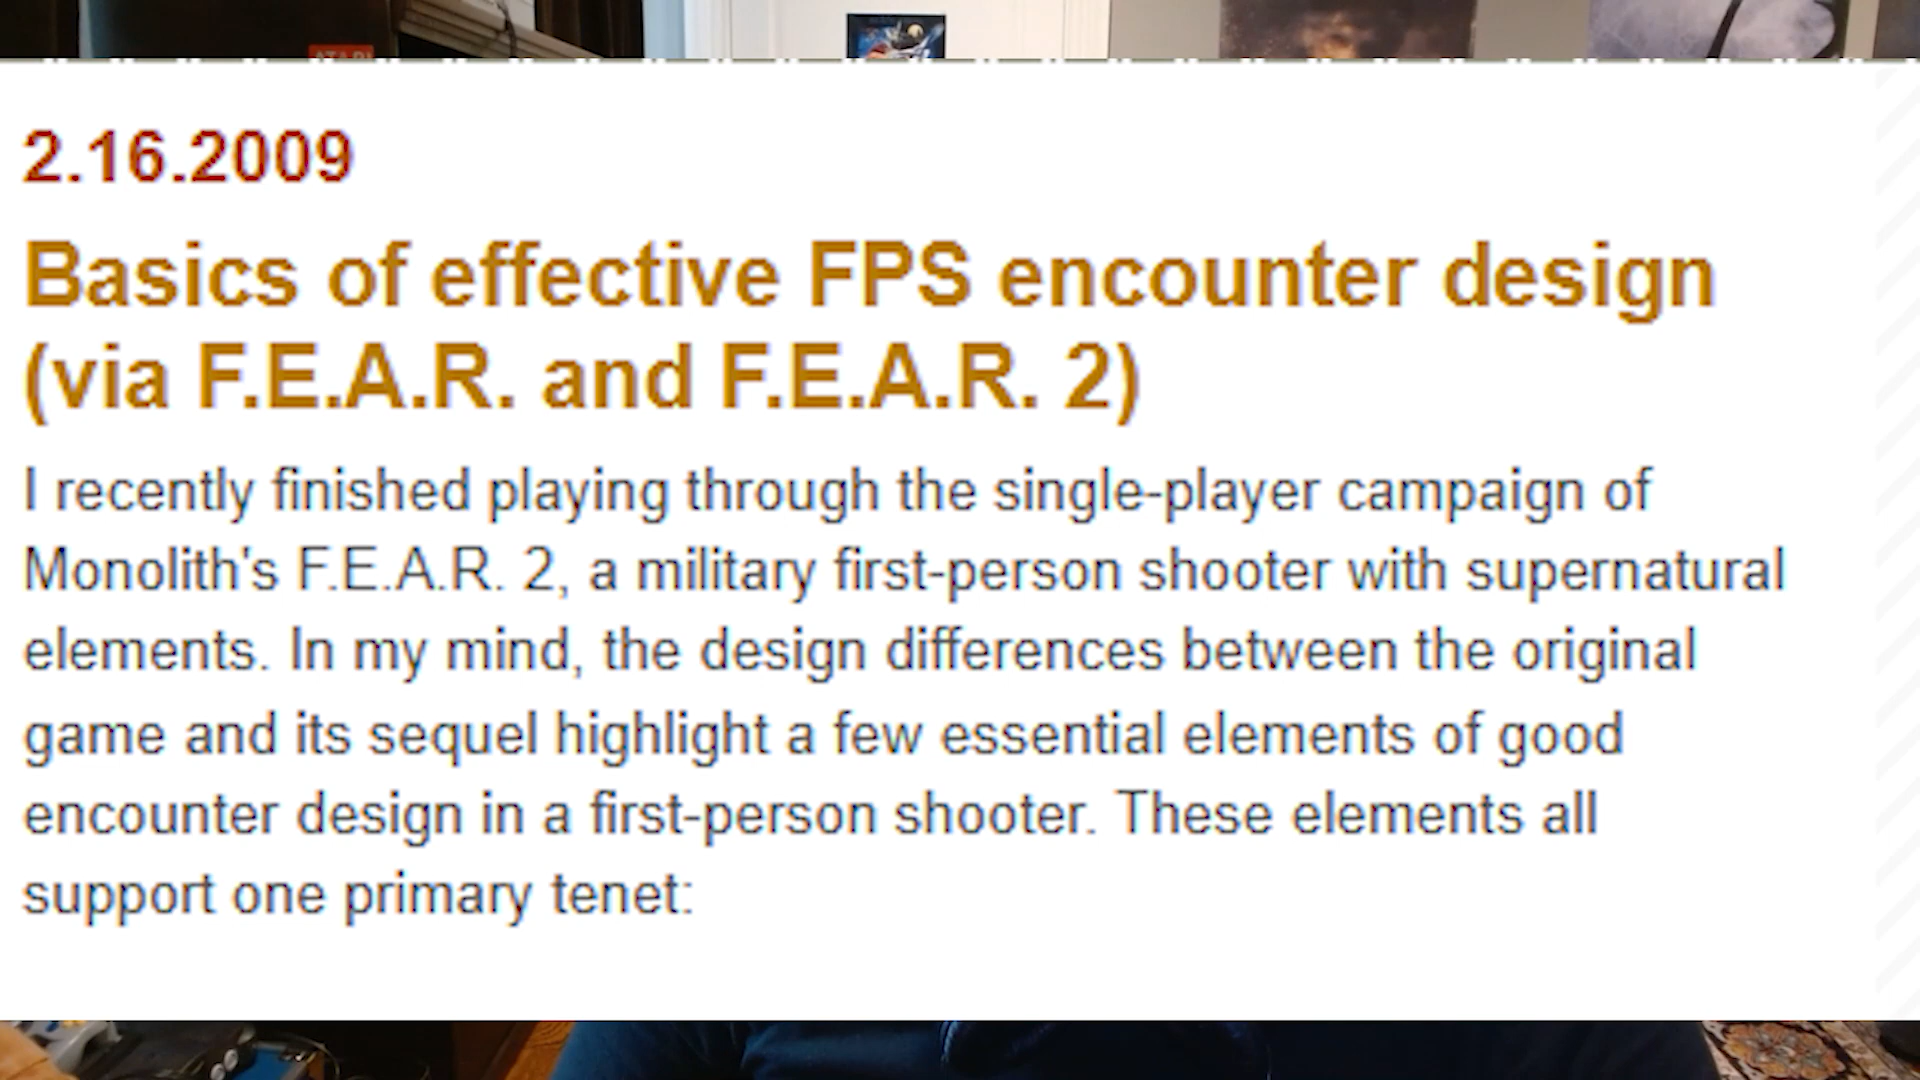 ATARI
2.16.2009
Basics of effective FPS encounter design
(via F.E.A.R. and F.E.A.R. 2)
I recently finished playing through the single-player campaign of
Monolith's F.E.A.R. 2, a military first-person shooter with supernatural
elements. In my mind, the design differences between the original
game and its sequel highlight a few essential elements of good
encounter design in a first-person shooter. These elements all
support one primary tenet: